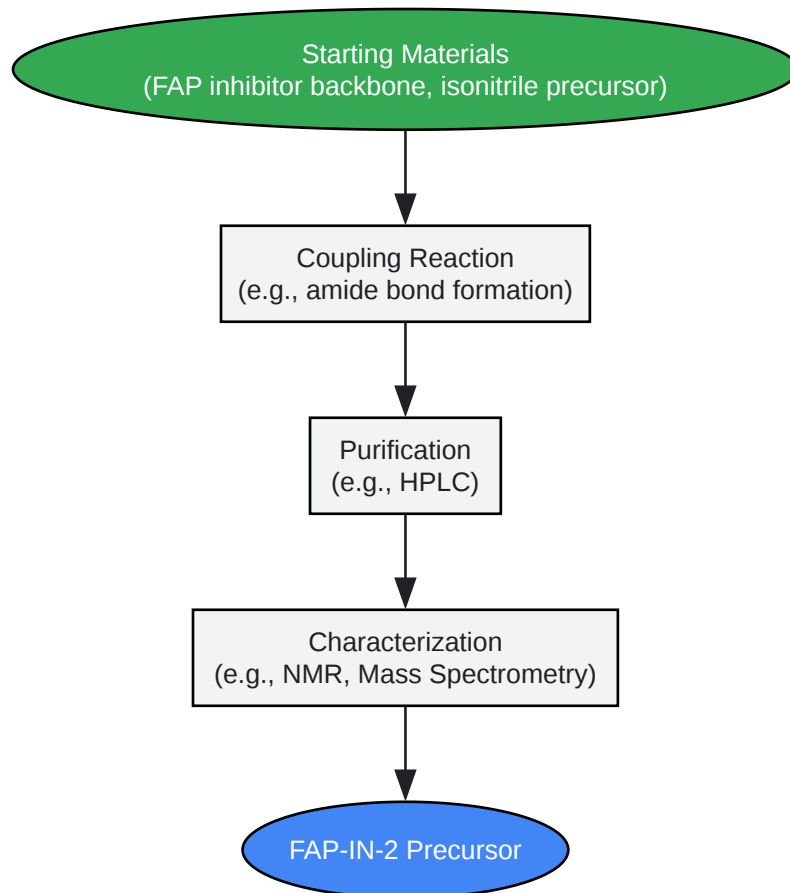 Starting Materials
(FAP inhibitor backbone, isonitrile precursor)
Coupling Reaction
(e.g., amide bond formation)
Purification
(e.g., HPLC)
Characterization
(e.g., NMR, Mass Spectrometry)
FAP-IN-2 Precursor